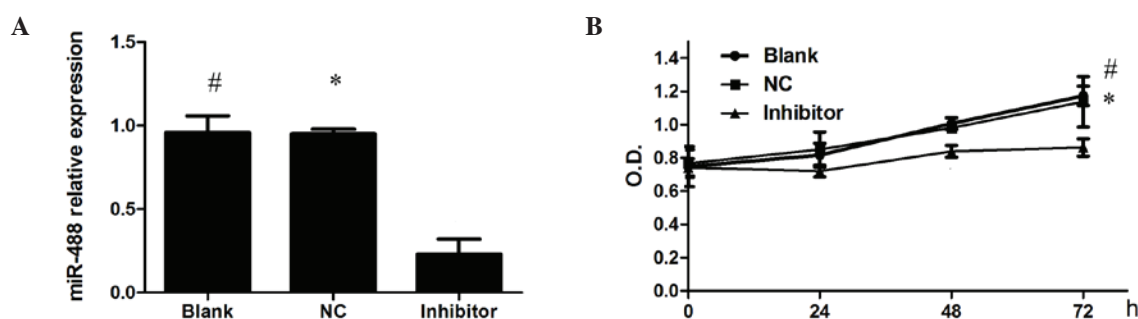 A
miR-488 relative expression
1.5
1.0
0.5
0.0
#
*
Blank
NC
Inhibitor
B
O.D.
1.4
1.2
1.0
0.8
0.6
0.4
0.2
0.0
Blank
NC
Inhibitor
#
*
0
24
48
72
h